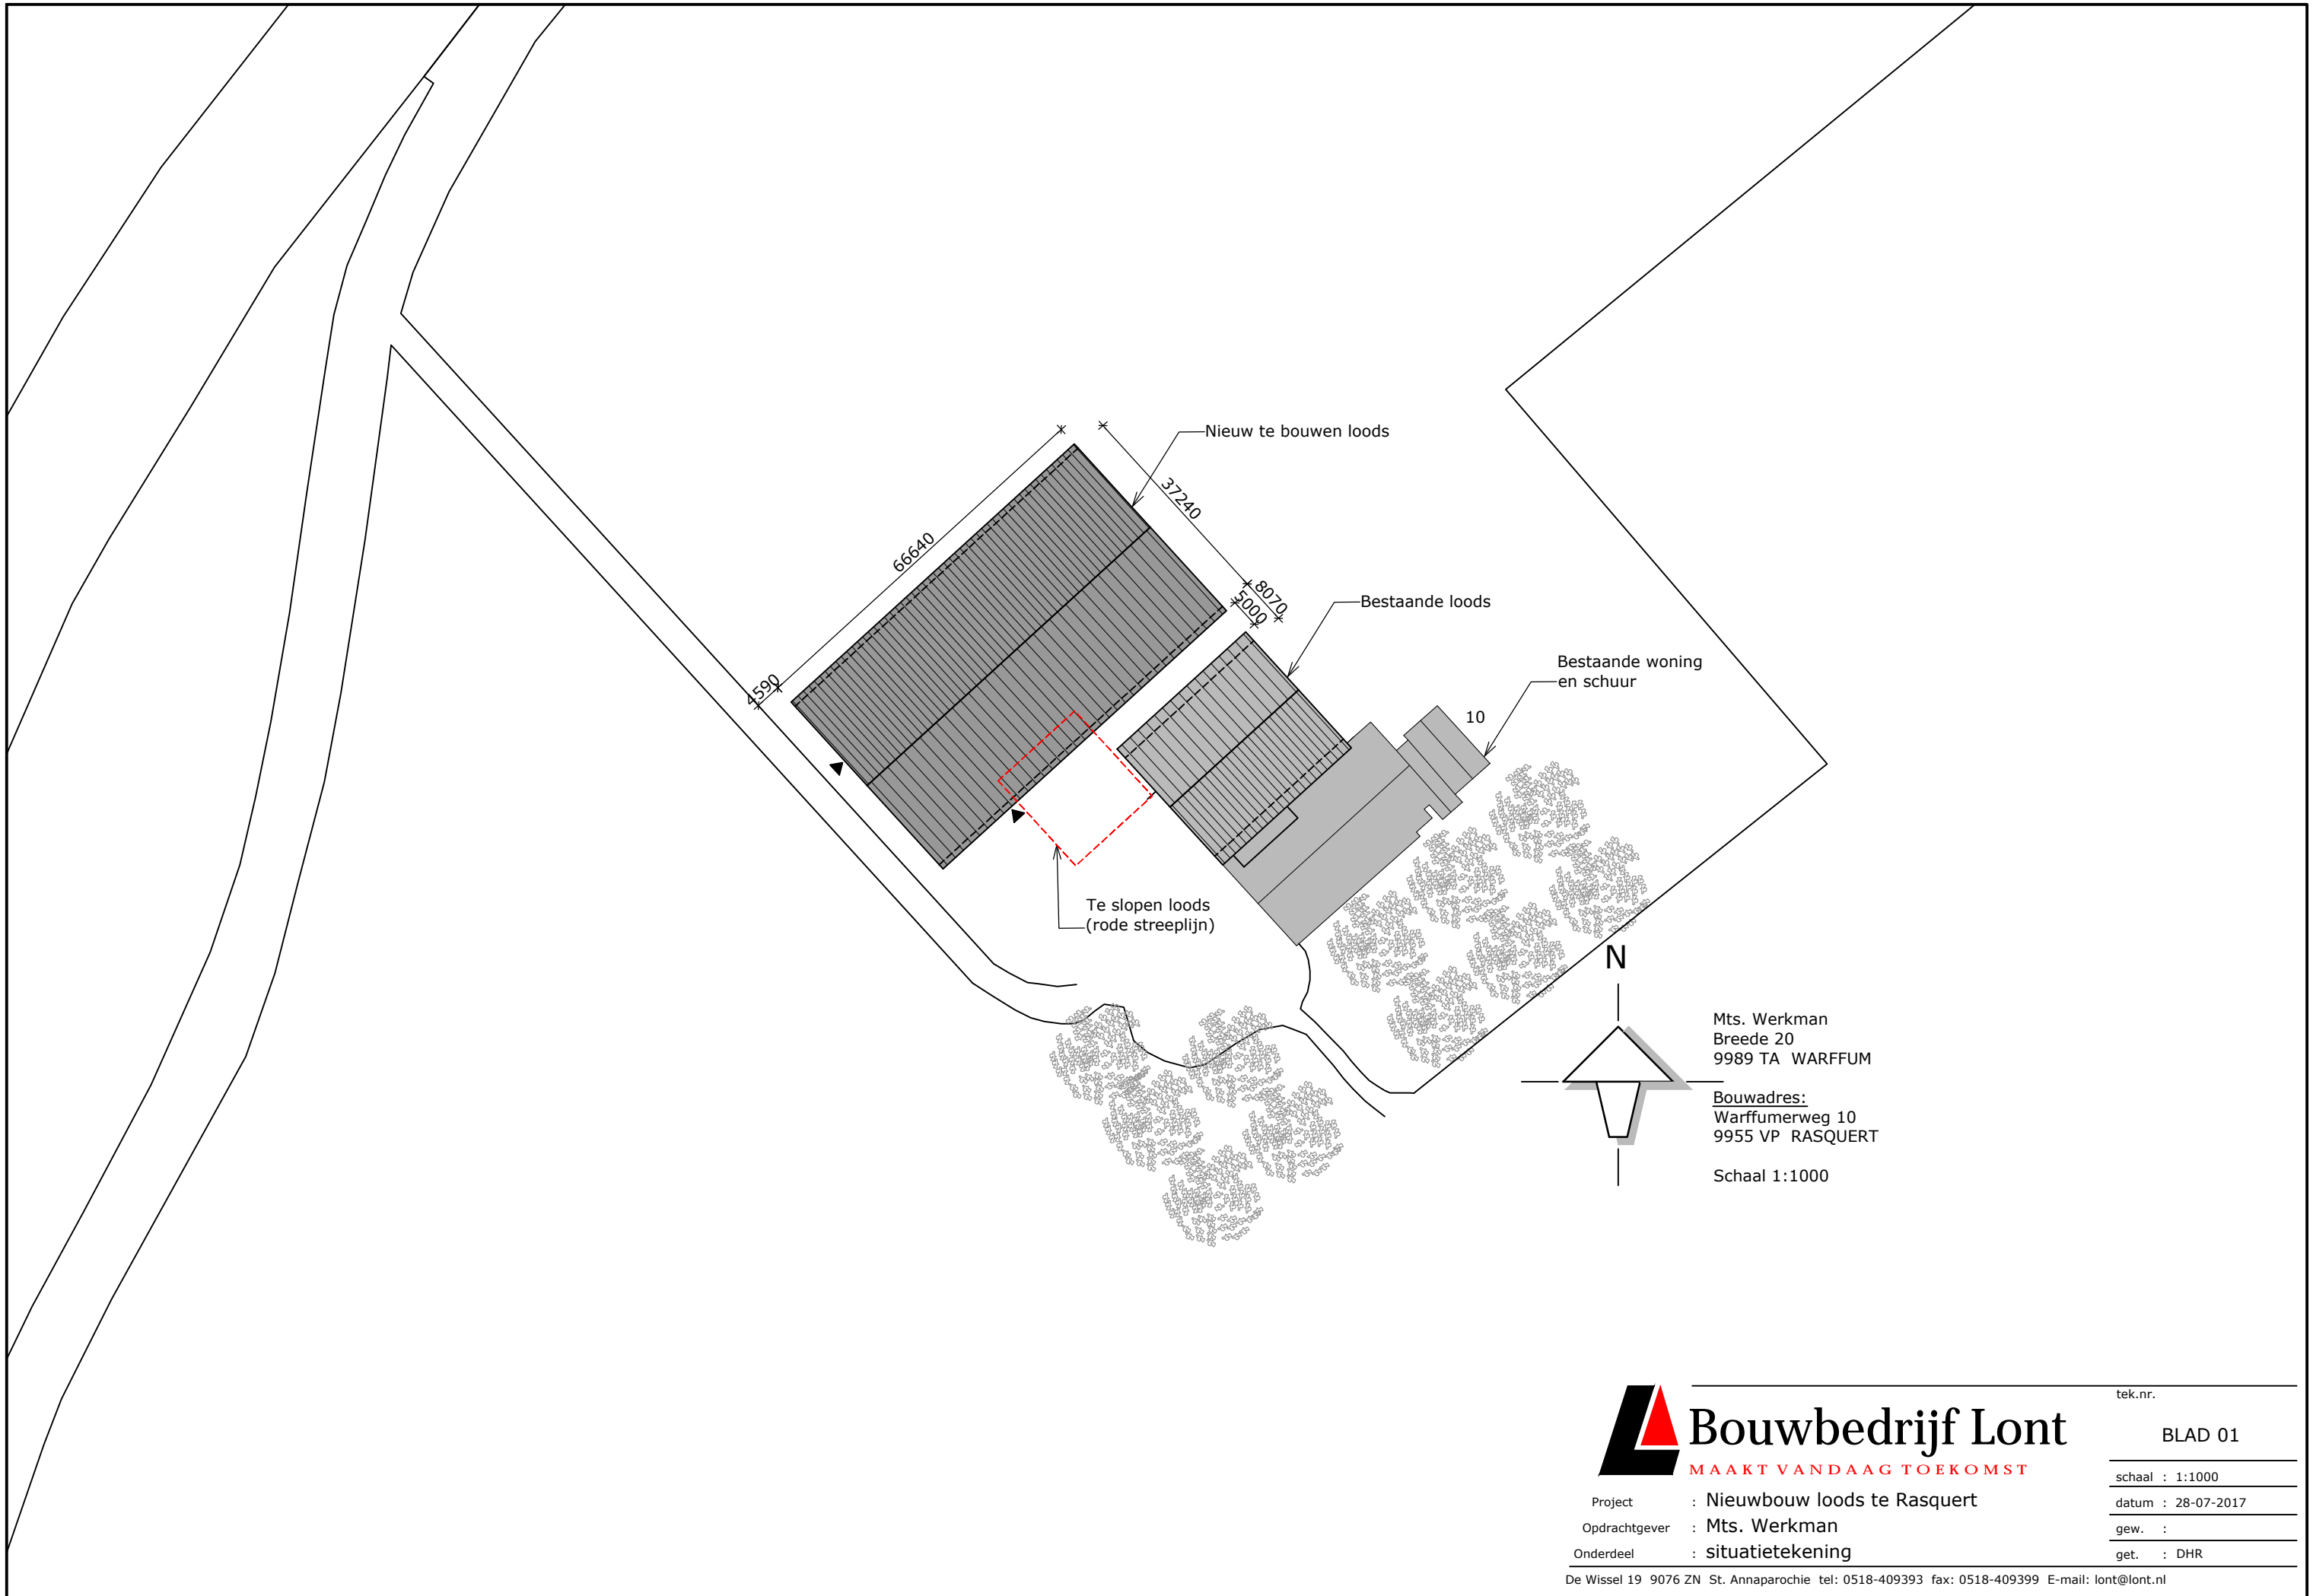 Nieuw te bouwen loods
37240
66640
8070
5000
Bestaande loods
Bestaande woning
en schuur
10
4590
Te slopen loods
(rode streeplijn)
N
Mts. Werkman
Breede 20
9989 TA WARFFUM
Bouwadres:
Warffumerweg 10
9955 VP RASQUERT
Schaal 1:1000
Bouwbedrijf Lont
MAAKT VANDAAG TOEKOMST
tek.nr.
BLAD 01
schaal : 1:1000
datum : 28-07-2017
gew. :
get. : DHR
Project : Nieuwbouw loods te Rasquert
Opdrachtgever : Mts. Werkman
Onderdeel : situatietekening
De Wissel 19 9076 ZN St. Annaparochie tel: 0518-409393 fax: 0518-409399 E-mail: lont@lont.nl